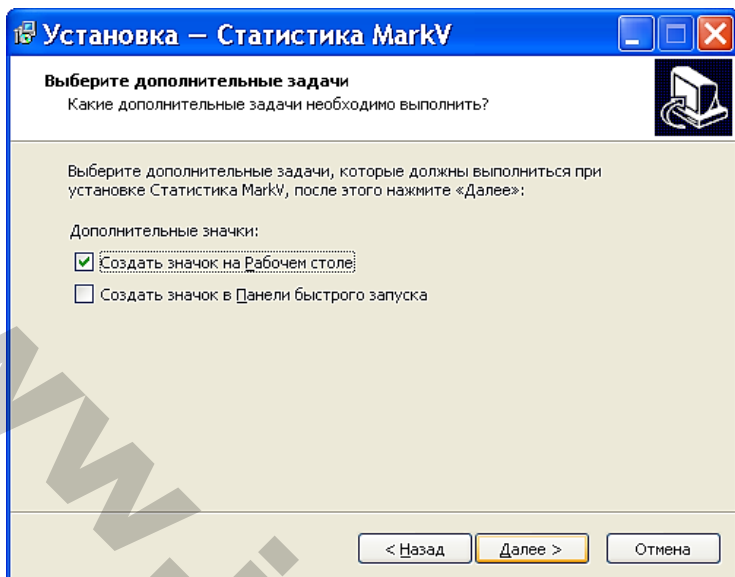 Установка — Статистика MarkV
Выберите дополнительные задачи
Какие дополнительные задачи необходимо выполнить?
Выберите дополнительные задачи, которые должны выполниться при
установке Статистика MarkV, после этого нажмите «Далее»:
Дополнительные значки:
Создать значок на Рабочем столе
Создать значок в Панели быстрого запуска
< Назад Далее > Отмена